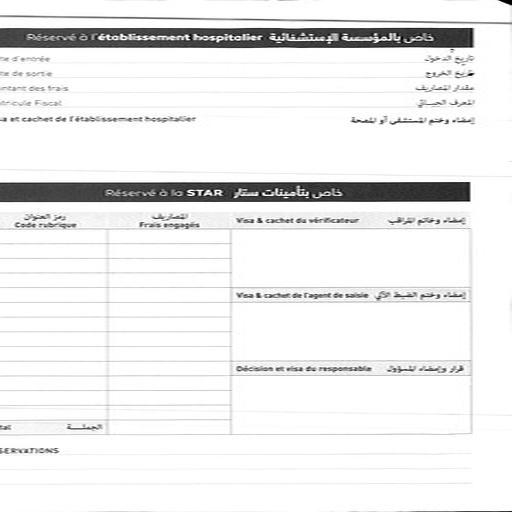 Réservé à l'établissement hospitalier خاص بالمؤسسة الإستشفائية
te d'entrée تاريخ الدخول
te de sortie تاريخ الخروج
ntant des frais مقدار المصاريف
tricule Fiscal المعرف الجبائي
sa et cachet de l'établissement hospitalier إمضاء وختم المستشفى أو المصحة
Réservé à la STAR خاص بتأمينات ستار
رمز العنوان المصاريف
Code rubrique Frais engagés Visa & cachet du vérificateur إمضاء وخاتم المراقب
Visa & cachet de l'agent de saisie إمضاء وختم الضبط الآلي
Décision et visa du responsable قرار وإمضاء المسؤول
tal الجملة
SERVATIONS